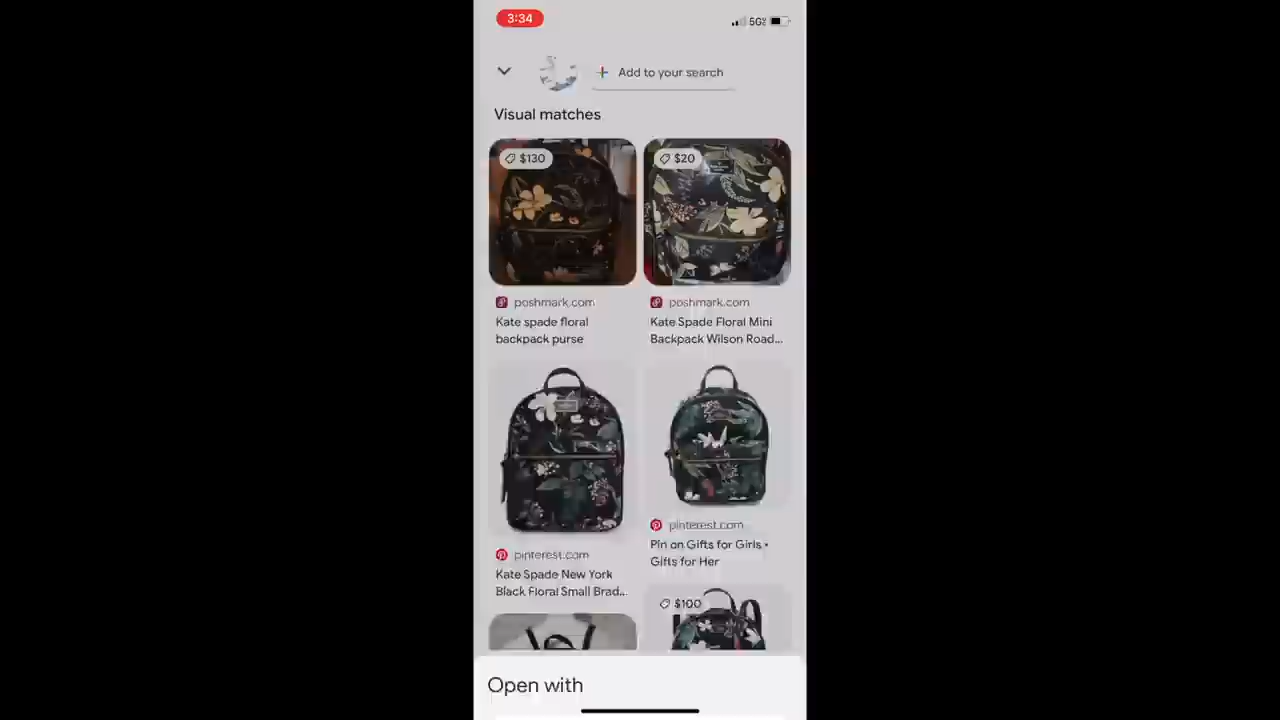 3:34
5G
Add to your search
Visual matches
$130
$20
poshmark.com
poshmark.com
Kate spade floral
backpack purse
Kate Spade Floral Mini
Backpack Wilson Road...
pinterest.com
Pin on Gifts for Girls •
Gifts for Her
pinterest.com
Kate Spade New York
Black Floral Small Brad...
$100
Open with